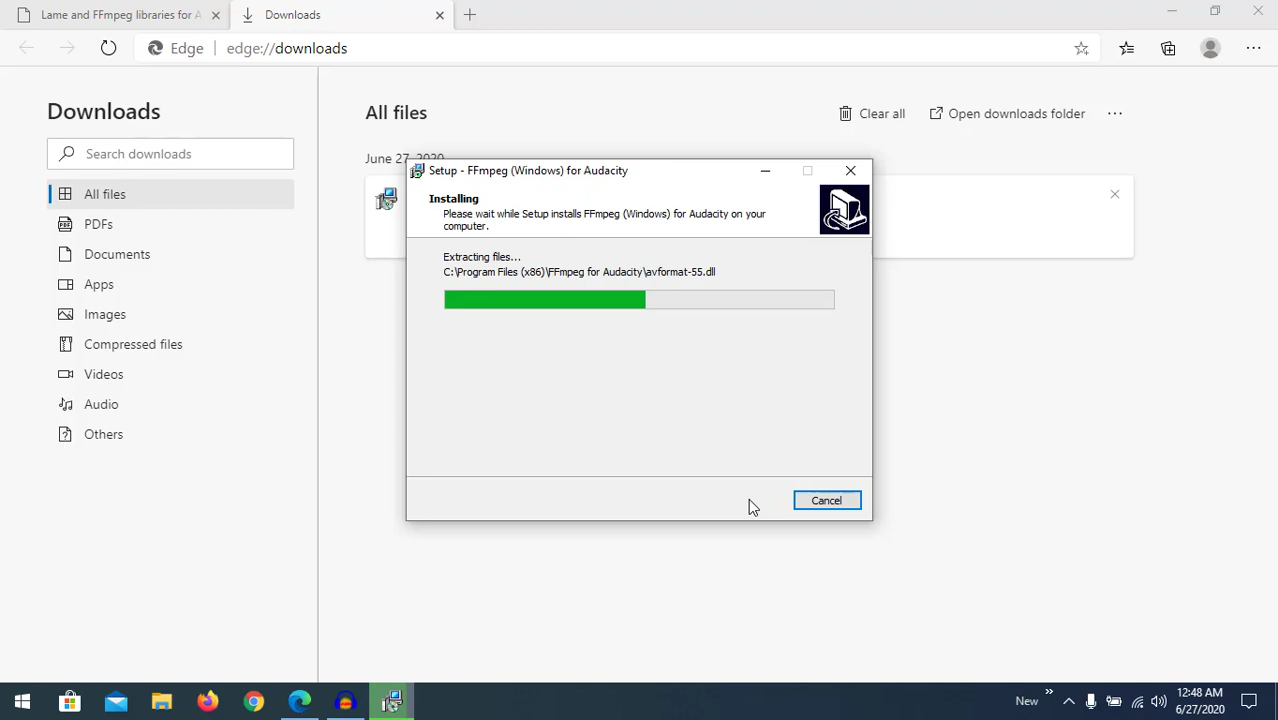 Lame and FFmpeg libraries for A
Downloads
Edge
edge://downloads
Downloads
Search downloads
All files
PDFs
Documents
Apps
Images
Compressed files
Videos
Audio
Others
All files
Clear all
Open downloads folder
June 27, 2020
Setup - FFmpeg (Windows) for Audacity
Installing
Please wait while Setup installs FFmpeg (Windows) for Audacity on your
computer.
Extracting files...
C:\Program Files (x86)\FFmpeg for Audacity\avformat-55.dll
Cancel
New
12:48 AM
6/27/2020